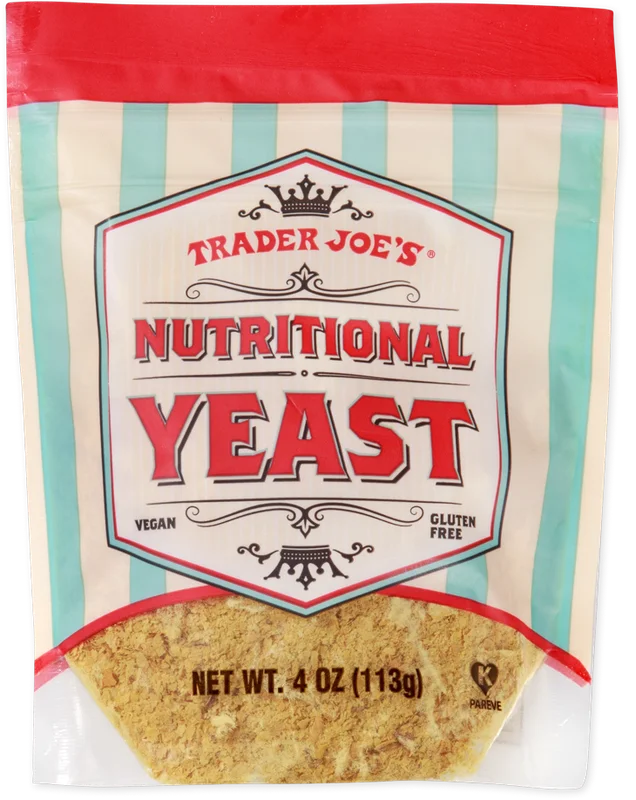 TRADER JOE'S®
NUTRITIONAL
YEAST
VEGAN
GLUTEN
FREE
NET WT. 4 OZ (113g)
K
PAREVE